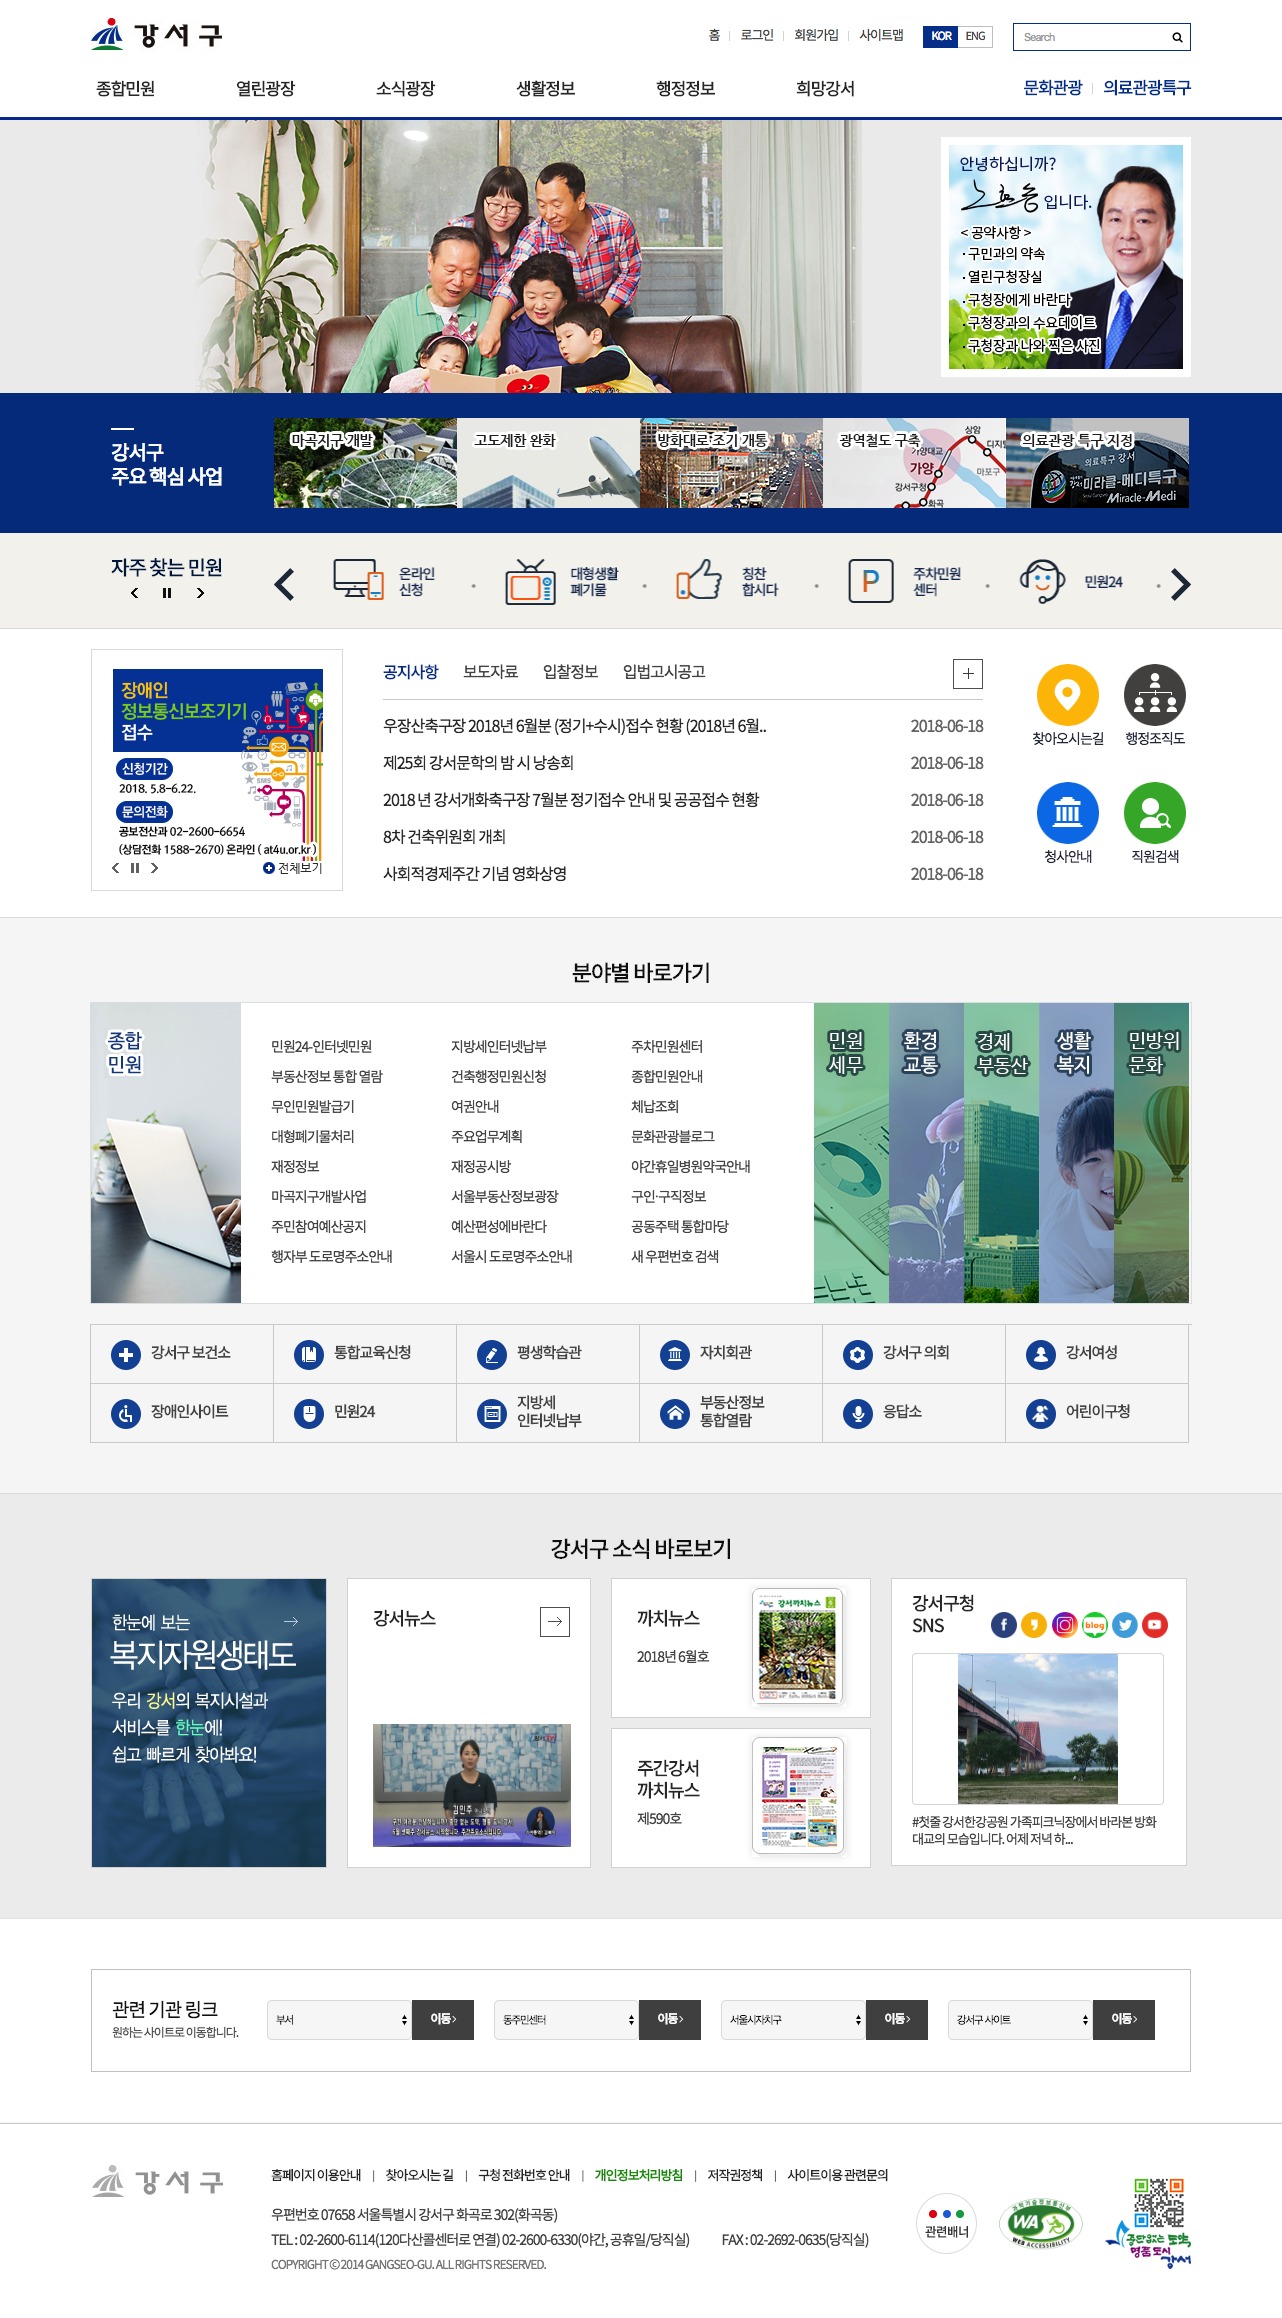 강서구
홈
로그인
회원가입
사이트맵
KOR
ENG
Search
종합민원
열린광장
소식광장
생활정보
행정정보
희망강서
문화관광
의료관광특구
안녕하십니까?
노현송 입니다.
< 공약사항 >
· 구민과의 약속
· 열린구청장실
· 구청장에게 바란다
· 구청장과의 수요데이트
· 구청장과 나와 찍은 사진
강서구
주요 핵심 사업
마곡지구 개발
고도제한 완화
방화대로 조기 개통
광역철도 구축
상암
디지털
가양대교
가양
마포구
강서구청
화곡
의료관광 특구 지정
의료특구 강서
미라클-메디특구
Miracle-Medi
자주 찾는 민원
온라인
신청
대형생활
폐기물
칭찬
합시다
P
주차민원
센터
민원24
장애인
정보통신보조기기
접수
신청기간
2018. 5.8-6.22.
문의전화
공보전산과 02-2600-6654
(상담전화 1588-2670) 온라인 ( at4u.or.kr )
SMS
전체보기
공지사항
보도자료
입찰정보
입법고시공고
우장산축구장 2018년 6월분 (정기+수시)접수 현황 (2018년 6월..
2018-06-18
제25회 강서문학의 밤 시 낭송회
2018-06-18
2018 년 강서개화축구장 7월분 정기접수 안내 및 공공접수 현황
2018-06-18
8차 건축위원회 개최
2018-06-18
사회적경제주간 기념 영화상영
2018-06-18
찾아오시는길
행정조직도
청사안내
직원검색
분야별 바로가기
종합
민원
민원24-인터넷민원
지방세인터넷납부
주차민원센터
부동산정보 통합 열람
건축행정민원신청
종합민원안내
무인민원발급기
여권안내
체납조회
대형폐기물처리
주요업무계획
문화관광블로그
재정정보
재정공시방
야간휴일병원약국안내
마곡지구개발사업
서울부동산정보광장
구인·구직정보
주민참여예산공지
예산편성에바란다
공동주택 통합마당
행자부 도로명주소안내
서울시 도로명주소안내
새 우편번호 검색
민원
세무
환경
교통
경제
부동산
생활
복지
민방위
문화
강서구 보건소
통합교육신청
평생학습관
자치회관
강서구 의회
강서여성
장애인사이트
민원24
지방세
인터넷납부
부동산정보
통합열람
응답소
어린이구청
강서구 소식 바로보기
한눈에 보는
복지자원생태도
우리 강서의 복지시설과
서비스를 한눈에!
쉽고 빠르게 찾아봐요!
강서뉴스
김민주
까치뉴스
2018년 6월호
강서까치뉴스
주간강서
까치뉴스
제590호
강서구청
SNS
blog
#첫줄 강서한강공원 가족피크닉장에서 바라본 방화
대교의 모습입니다. 어제 저녁 하...
관련 기관 링크
원하는 사이트로 이동합니다.
부서
이동
동주민센터
이동
서울시자치구
이동
강서구 사이트
이동
강서구
홈페이지 이용안내
찾아오시는 길
구청 전화번호 안내
개인정보처리방침
저작권정책
사이트이용 관련문의
우편번호 07658 서울특별시 강서구 화곡로 302(화곡동)
TEL : 02-2600-6114(120다산콜센터로 연결) 02-2600-6330(야간, 공휴일/당직실)
FAX : 02-2692-0635(당직실)
COPYRIGHT © 2014 GANGSEO-GU. ALL RIGHTS RESERVED.
관련배너
과학기술정보통신부
WA
WEB ACCESSIBILITY
중단없는 도약,
명품 도시
강서